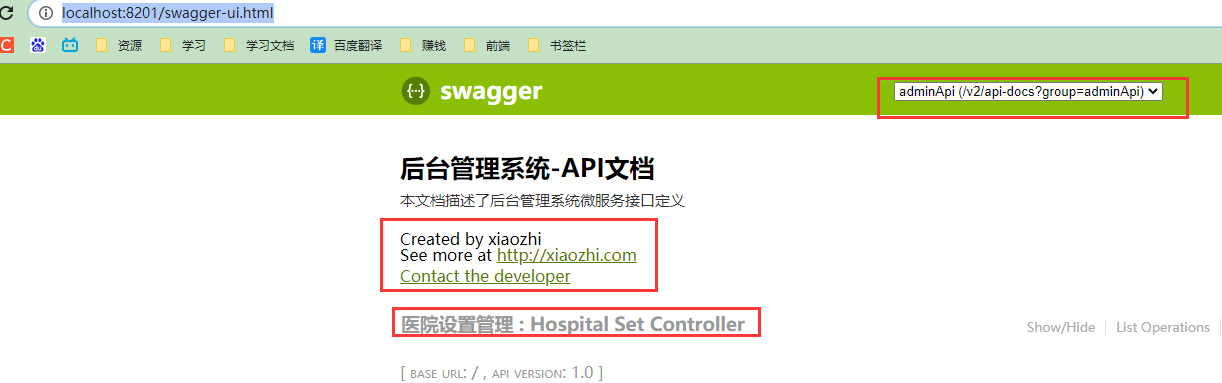 localhost:8201/swagger-ui.html
C du 资源 学习 学习文档 译 百度翻译 赚钱 前端 书签栏
{··} swagger adminApi (/v2/api-docs?group=adminApi)
后台管理系统-API文档
本文档描述了后台管理系统微服务接口定义
Created by xiaozhi
See more at http://xiaozhi.com
Contact the developer
医院设置管理 : Hospital Set Controller Show/Hide List Operations
[ BASE URL: / , API VERSION: 1.0 ]